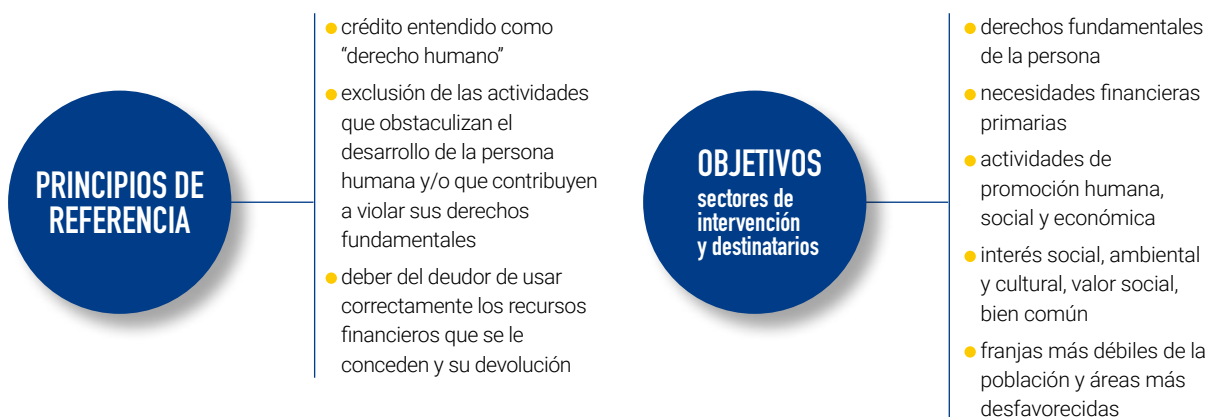 PRINCIPIOS DE
REFERENCIA
crédito entendido como
“derecho humano”
exclusión de las actividades
que obstaculizan el
desarrollo de la persona
humana y/o que contribuyen
a violar sus derechos
fundamentales
deber del deudor de usar
correctamente los recursos
financieros que se le
conceden y su devolución
OBJETIVOS
sectores de
intervención
y destinatarios
derechos fundamentales
de la persona
necesidades financieras
primarias
actividades de
promoción humana,
social y económica
interés social, ambiental
y cultural, valor social,
bien común
franjas más débiles de la
población y áreas más
desfavorecidas